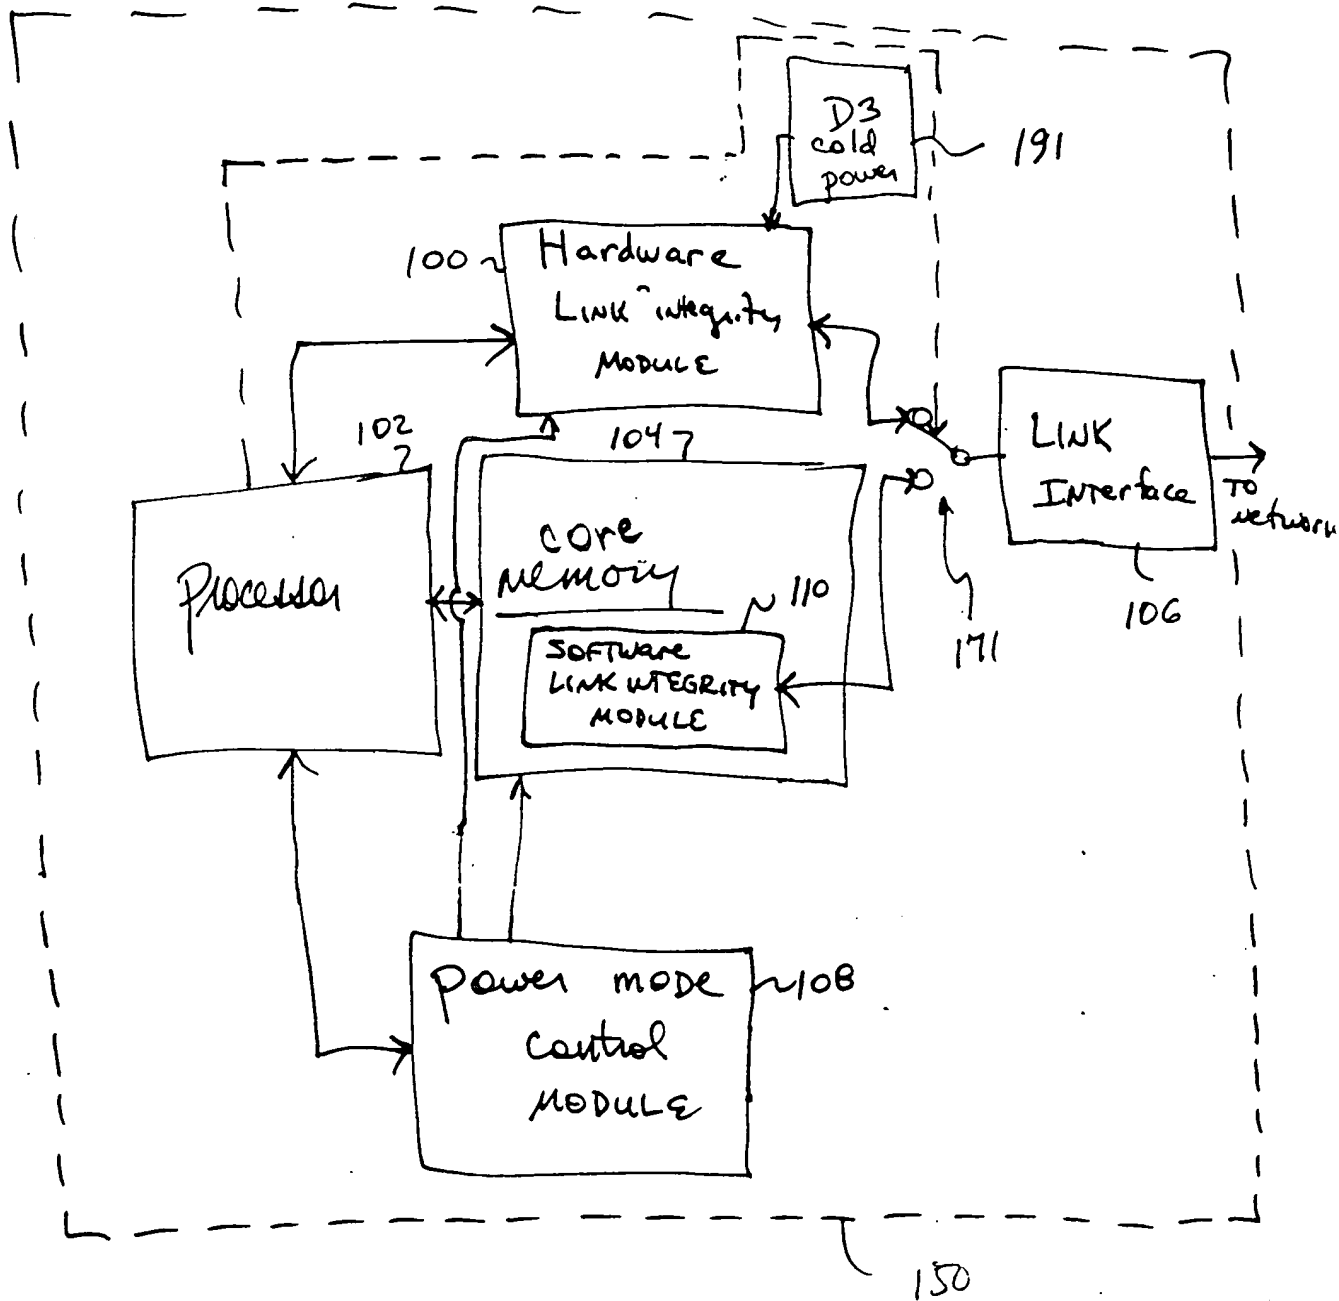 D3
cold
power
191
100
Hardware
LINK integrity
MODULE
102
104
LINK
INTerface
TO
network
106
171
Processor
core
memory
110
SOFTware
LINK INTEGRITY
MODULE
power mode
control
MODULE
108
150